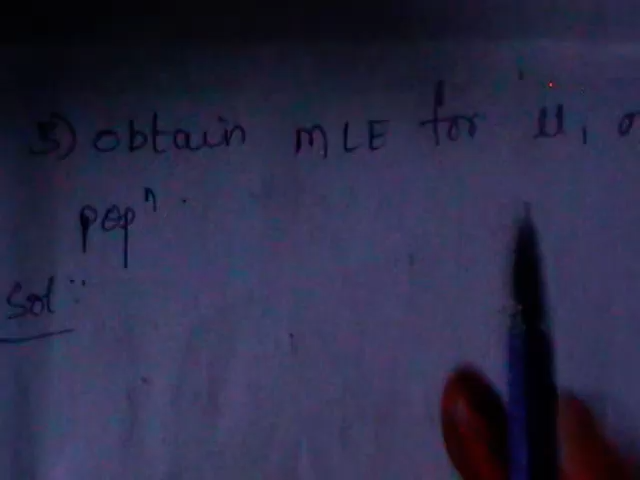 5) obtain MLE for μ, σ
popⁿ.
Sol::